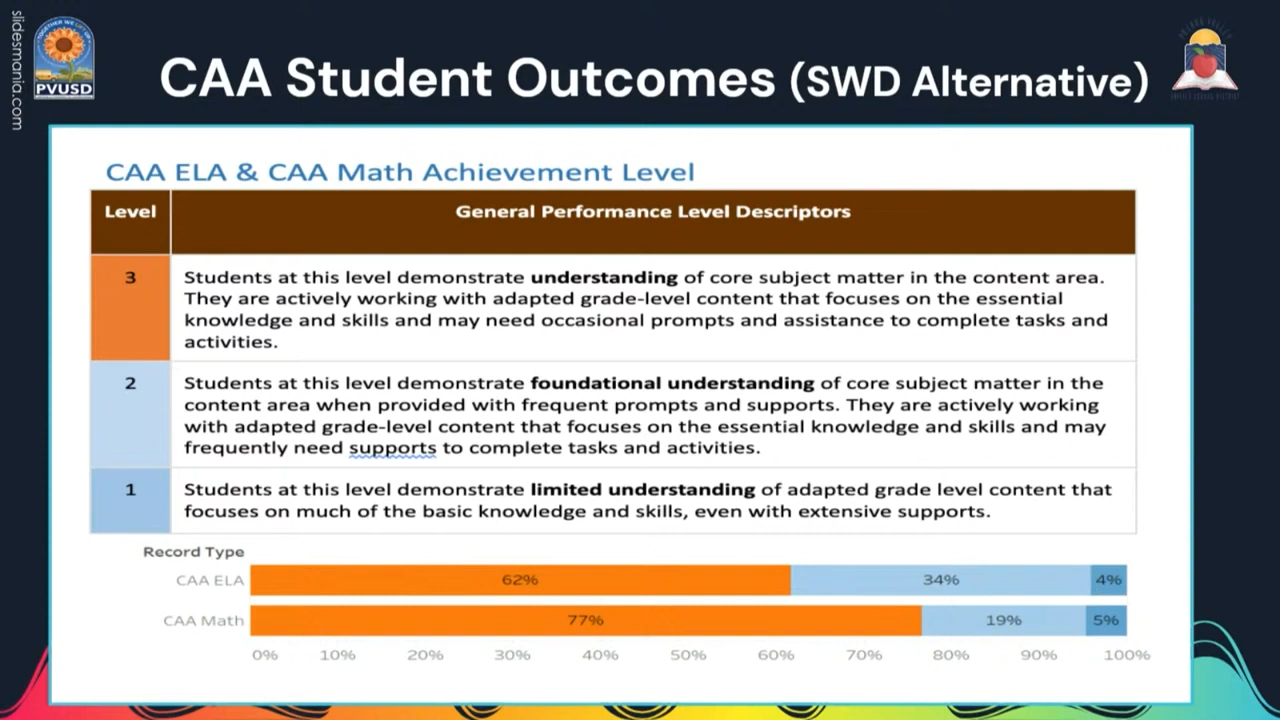 slidesmania.com
TOGETHER WE LIFT UP
PVUSD
CAA Student Outcomes (SWD Alternative)
CAA ELA & CAA Math Achievement Level
Level
General Performance Level Descriptors
3
Students at this level demonstrate understanding of core subject matter in the content area.
They are actively working with adapted grade-level content that focuses on the essential
knowledge and skills and may need occasional prompts and assistance to complete tasks and
activities.
2
Students at this level demonstrate foundational understanding of core subject matter in the
content area when provided with frequent prompts and supports. They are actively working
with adapted grade-level content that focuses on the essential knowledge and skills and may
frequently need supports to complete tasks and activities.
1
Students at this level demonstrate limited understanding of adapted grade level content that
focuses on much of the basic knowledge and skills, even with extensive supports.
Record Type
CAA ELA
62%
34%
4%
CAA Math
77%
19%
5%
0% 10% 20% 30% 40% 50% 60% 70% 80% 90% 100%